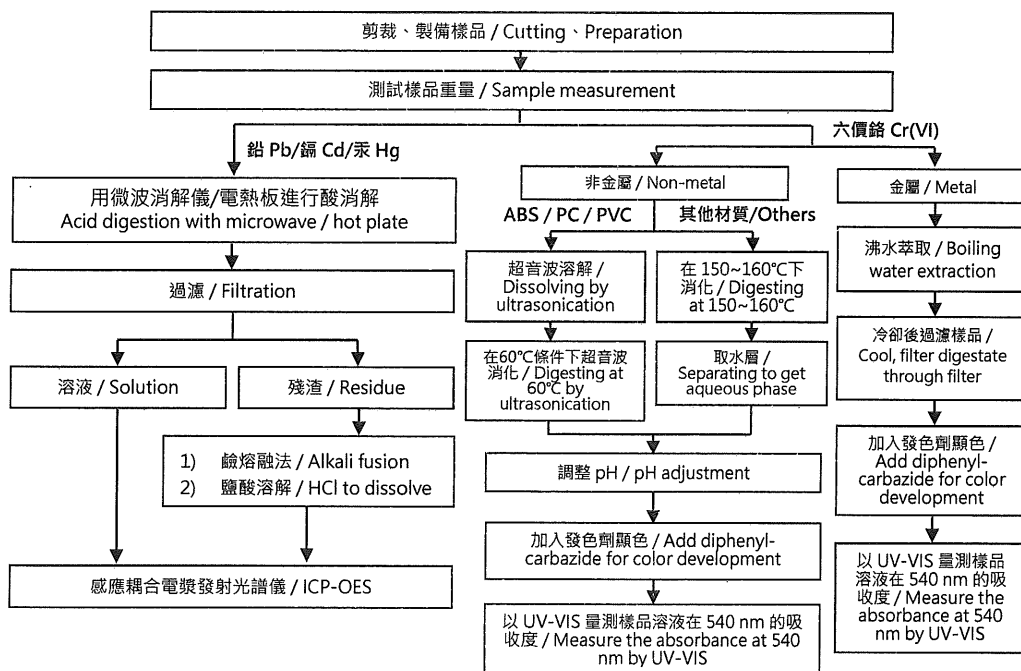 剪裁、製備樣品 / Cutting、Preparation
測試樣品重量 / Sample measurement
鉛 Pb/鎘 Cd/汞 Hg
六價鉻 Cr(VI)
用微波消解儀/電熱板進行酸消解
Acid digestion with microwave / hot plate
過濾 / Filtration
溶液 / Solution
殘渣 / Residue
1) 鹼熔融法 / Alkali fusion
2) 鹽酸溶解 / HCl to dissolve
感應耦合電漿發射光譜儀 / ICP-OES
非金屬 / Non-metal
ABS / PC / PVC
其他材質/Others
超音波溶解 /
Dissolving by
ultrasonication
在 150~160℃下
消化 / Digesting
at 150~160℃
在60℃條件下超音波
消化 / Digesting at
60℃ by
ultrasonication
取水層 /
Separating to get
aqueous phase
調整 pH / pH adjustment
加入發色劑顯色 / Add diphenyl-
carbazide for color development
以 UV-VIS 量測樣品溶液在 540 nm 的吸
收度 / Measure the absorbance at 540
nm by UV-VIS
金屬 / Metal
沸水萃取 / Boiling
water extraction
冷卻後過濾樣品 /
Cool, filter digestate
through filter
加入發色劑顯色 /
Add diphenyl-
carbazide for color
development
以 UV-VIS 量測樣品
溶液在 540 nm 的吸
收度 / Measure the
absorbance at 540
nm by UV-VIS